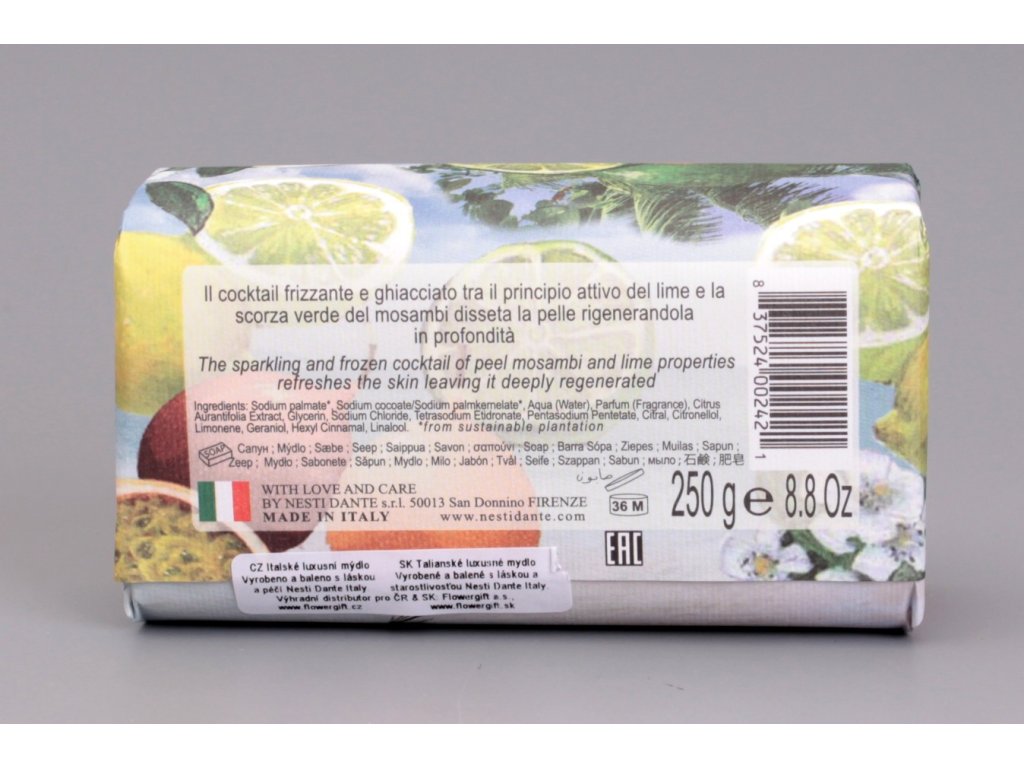 Il cocktail frizzante e ghiacciato tra il principio attivo del lime e la
scorza verde del mosambi disseta la pelle rigenerandola
in profondità
The sparkling and frozen cocktail of peel mosambi and lime properties
refreshes the skin leaving it deeply regenerated
Ingredients: Sodium palmate*, Sodium cocoate/Sodium palmkernelate*, Aqua (Water), Parfum (Fragrance), Citrus
Aurantifolia Extract, Glycerin, Sodium Chloride, Tetrasodium Etidronate, Pentasodium Pentetate, Citral, Citronellol,
Limonene, Geraniol, Hexyl Cinnamal, Linalool. *from sustainable plantation
SOAP
Сапун ; Mýdlo ; Sæbe ; Seep ; Saippua ; Savon ; σαπούνι ; Soap ; Barra Sópa ; Ziepes ; Muilas ; Sapun ;
Zeep ; Mydło ; Sabonete ; Săpun ; Mydlo ; Milo ; Jabón ; Tvål ; Seife ; Szappan ; Sabun ; мыло ; 石鹸 ; 肥皂
صابون
WITH LOVE AND CARE
BY NESTI DANTE s.r.l. 50013 San Donnino FIRENZE
MADE IN ITALY www.nestidante.com
36 M
250 g e 8.8 Oz
EAC
8 37524 00242 1
CZ Italské luxusní mýdlo
Vyrobeno a baleno s láskou
a péčí Nesti Dante Italy
SK Talianské luxusné mydlo
Vyrobené a balené s láskou a
starostlivosťou Nesti Dante Italy
Výhradní distributor pro ČR & SK: Flowergift a.s.,
www.flowergift.cz www.flowergift.sk